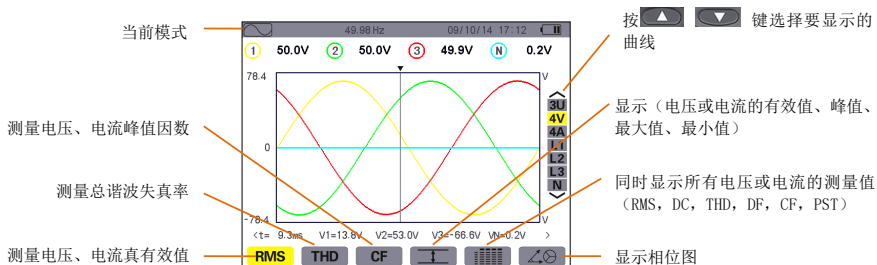 当前模式
测量电压、电流峰值因数
测量总谐波失真率
测量电压、电流真有效值
49.98 Hz 09/10/14 17:12
1 50.0V 2 50.0V 3 49.9V N 0.2V
78.4 V
0
-78.4 V
3U
4V
4A
L1
L2
L3
N
<t= 9.3ms V1=13.8V V2=53.0V V3=-66.6V VN=0.2V >
RMS THD CF
按 键选择要显示的
曲线
显示（电压或电流的有效值、峰值、
最大值、最小值）
同时显示所有电压或电流的测量值
（RMS，DC，THD，DF，CF，PST）
显示相位图